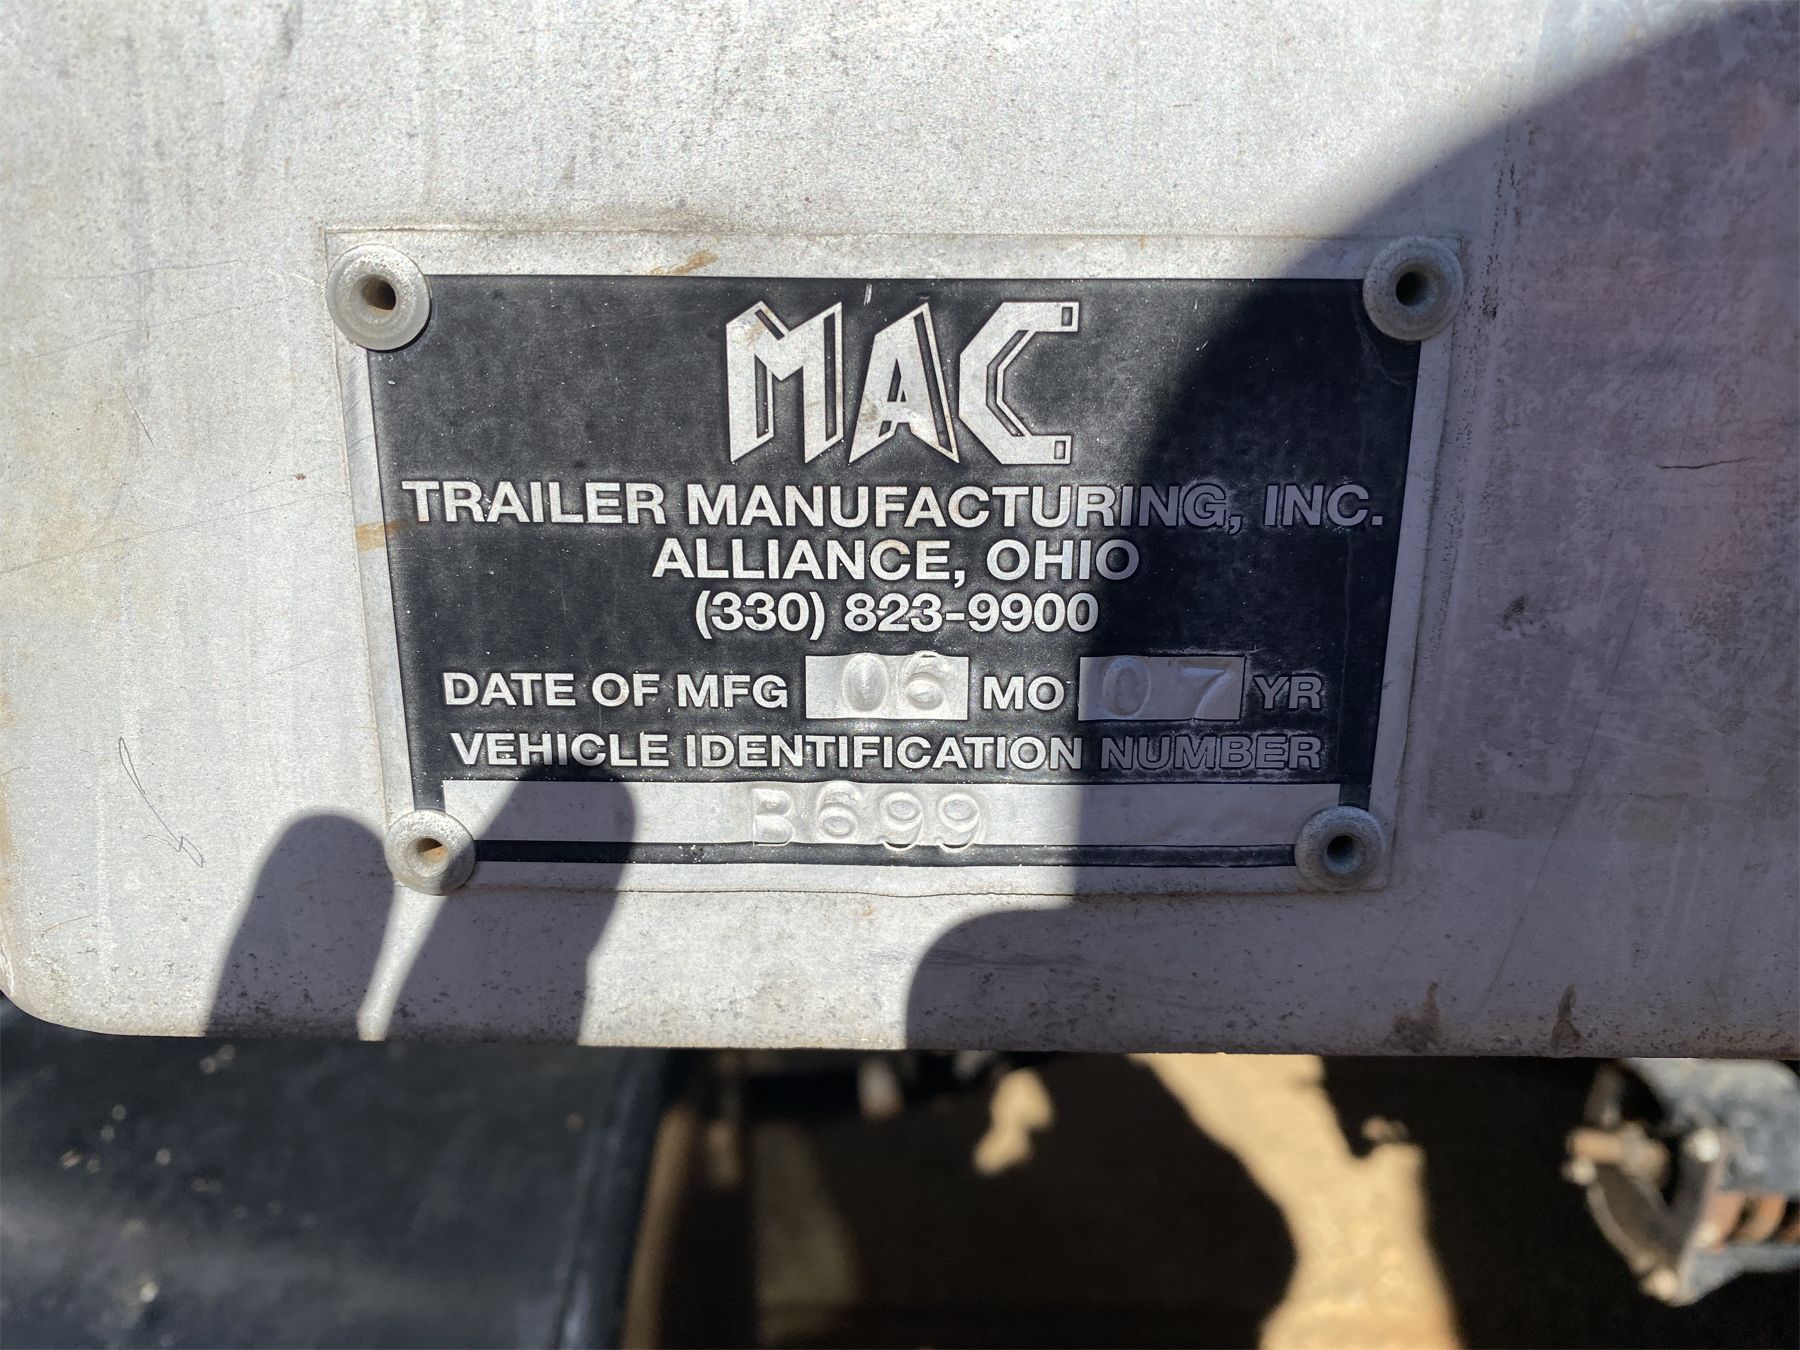 MAC
TRAILER MANUFACTURING, INC.
ALLIANCE, OHIO
(330) 823-9900
DATE OF MFG 06 MO 07 YR
VEHICLE IDENTIFICATION NUMBER
B699